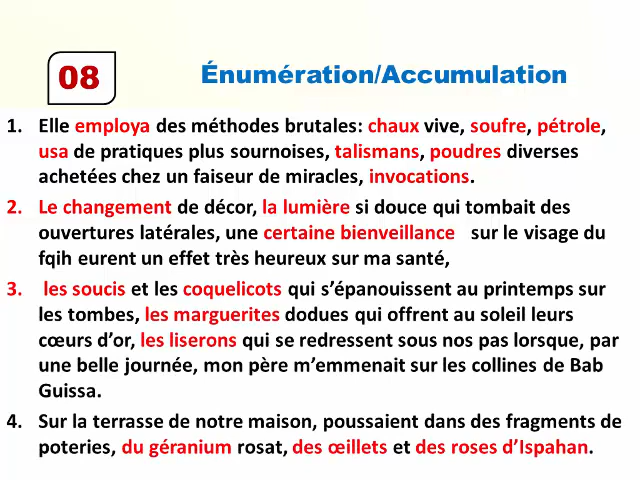 08
Énumération/Accumulation
1. Elle employa des méthodes brutales: chaux vive, soufre, pétrole,
usa de pratiques plus sournoises, talismans, poudres diverses
achetées chez un faiseur de miracles, invocations.
2. Le changement de décor, la lumière si douce qui tombait des
ouvertures latérales, une certaine bienveillance sur le visage du
fqih eurent un effet très heureux sur ma santé,
3. les soucis et les coquelicots qui s’épanouissent au printemps sur
les tombes, les marguerites dodues qui offrent au soleil leurs
cœurs d’or, les liserons qui se redressent sous nos pas lorsque, par
une belle journée, mon père m’emmenait sur les collines de Bab
Guissa.
4. Sur la terrasse de notre maison, poussaient dans des fragments de
poteries, du géranium rosat, des œillets et des roses d’Ispahan.